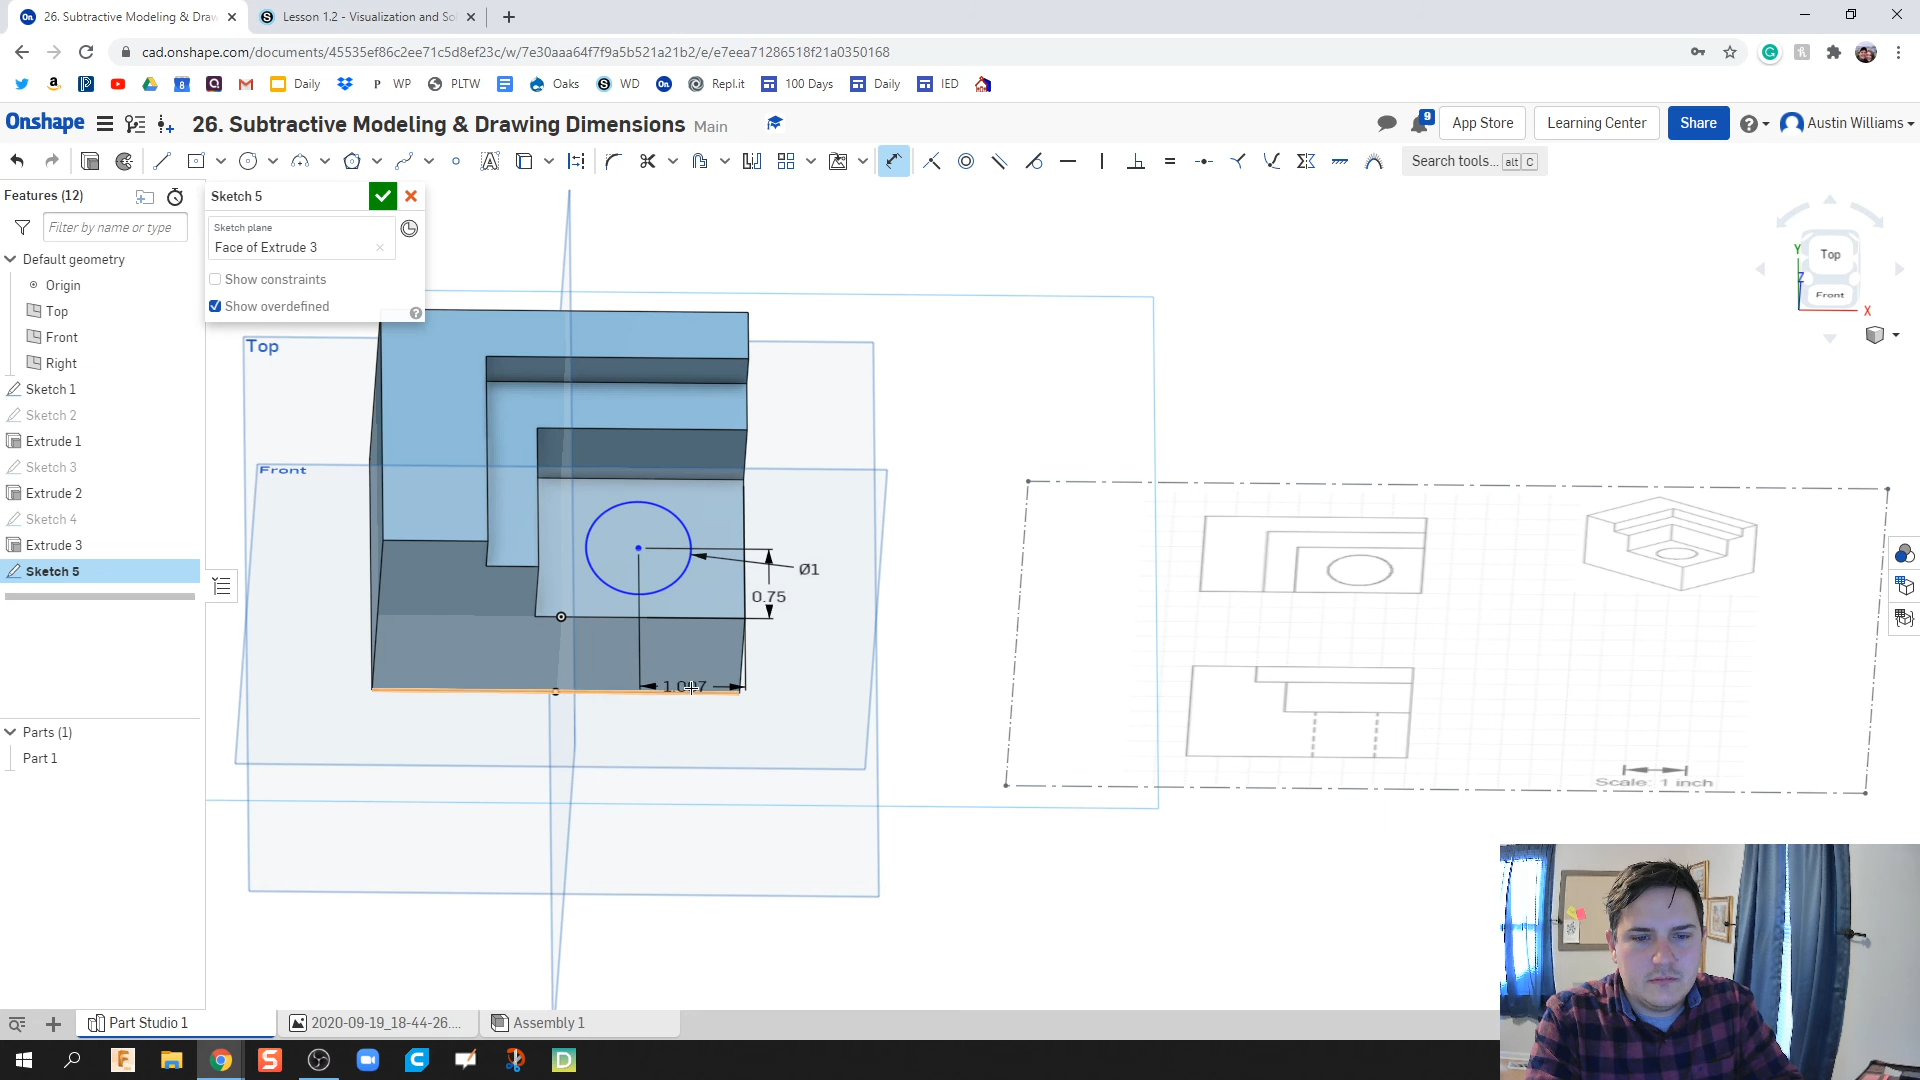 26. Subtractive Modeling & Draw
Lesson 1.2 - Visualization and Sol
cad.onshape.com/documents/45535ef86c2ee71c5d8ef23c/w/7e30aaa64f7f9a5b521a21b2/e/e7eea71286518f21a0350168
Daily
WP
PLTW
Oaks
WD
Repl.it
100 Days
Daily
IED
Onshape
26. Subtractive Modeling & Drawing Dimensions Main
9
App Store
Learning Center
Share
Austin Williams
Search tools... alt C
Features (12)
Filter by name or type
Default geometry
Origin
Top
Front
Right
Sketch 1
Sketch 2
Extrude 1
Sketch 3
Extrude 2
Sketch 4
Extrude 3
Sketch 5
Parts (1)
Part 1
Sketch 5
Sketch plane
Face of Extrude 3
Show constraints
Show overdefined
Top
Front
Ø1
0.75
Y
Z
X
Top
Front
Scale: 1 inch
Part Studio 1
2020-09-19_18-44-26....
Assembly 1